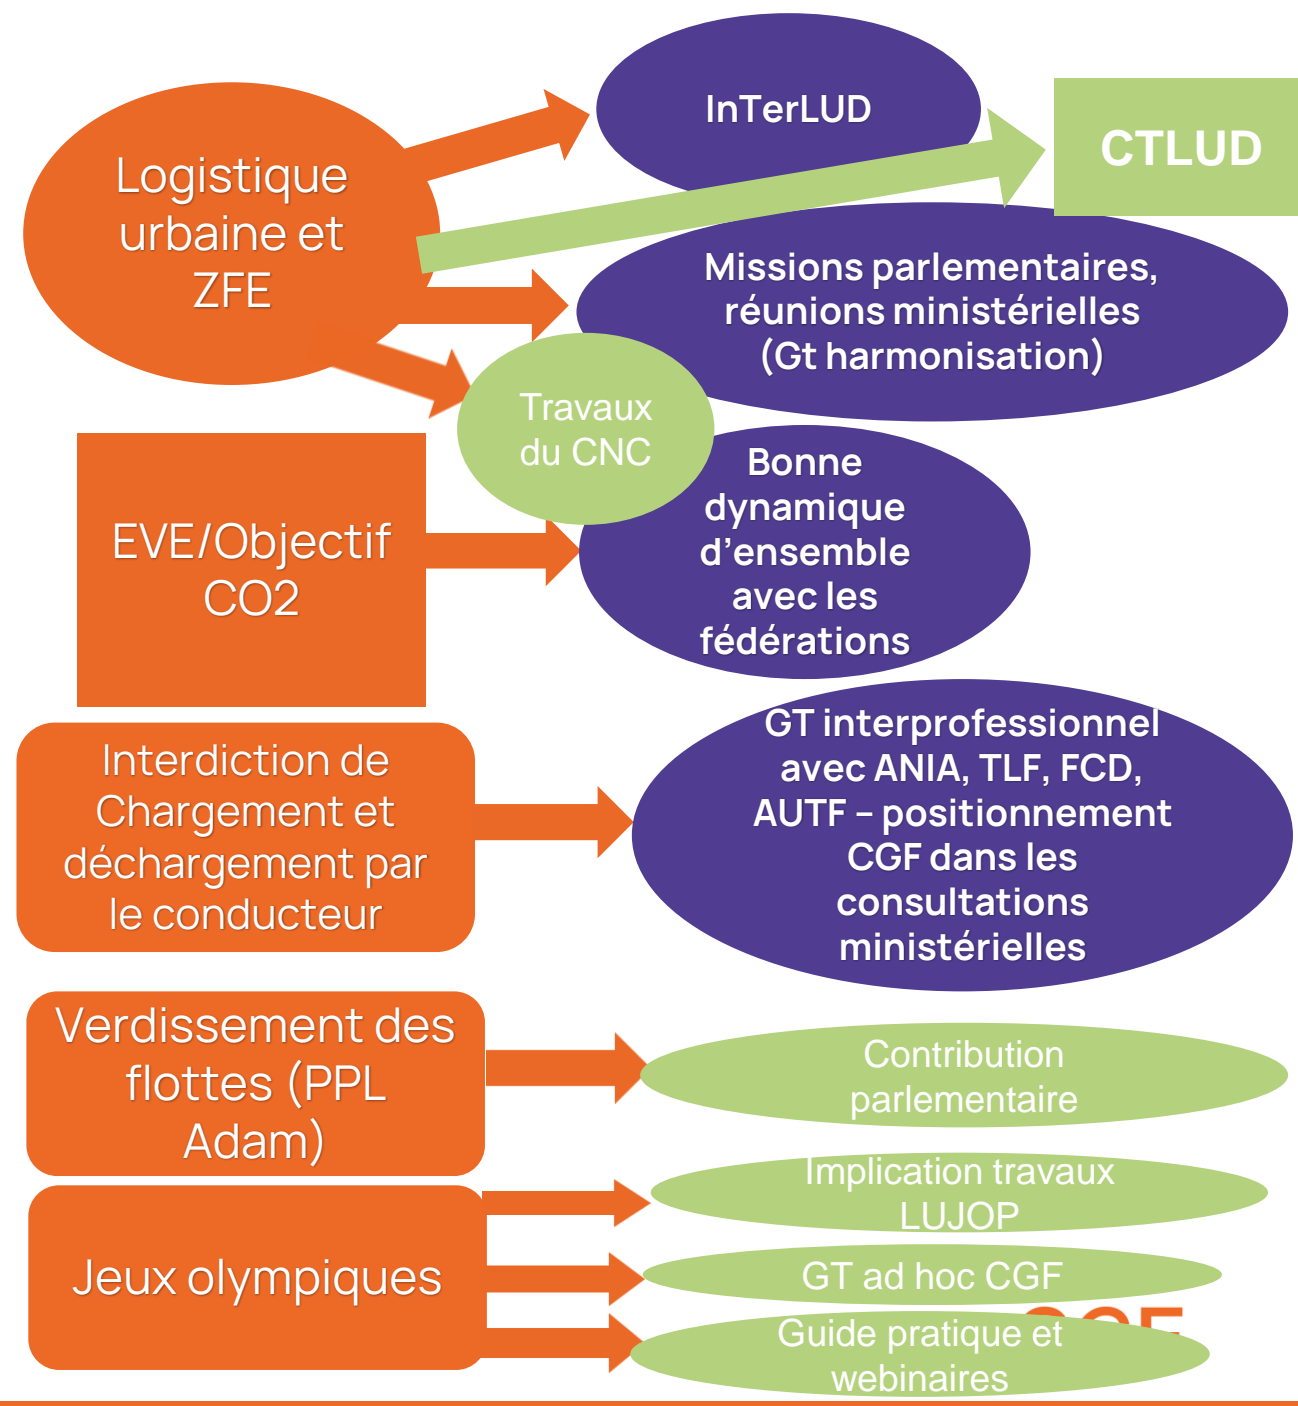 Logistique
urbaine et
ZFE
InTerLUD
CTLUD
Missions parlementaires,
réunions ministérielles
(Gt harmonisation)
Travaux
du CNC
EVE/Objectif
CO2
Bonne
dynamique
d'ensemble
avec les
fédérations
Interdiction de
Chargement et
déchargement par
le conducteur
GT interprofessionnel
avec ANIA, TLF, FCD,
AUTF – positionnement
CGF dans les
consultations
ministérielles
Verdissement des
flottes (PPL
Adam)
Contribution
parlementaire
Jeux olympiques
Implication travaux
LUJOP
GT ad hoc CGF
Guide pratique et
webinaires